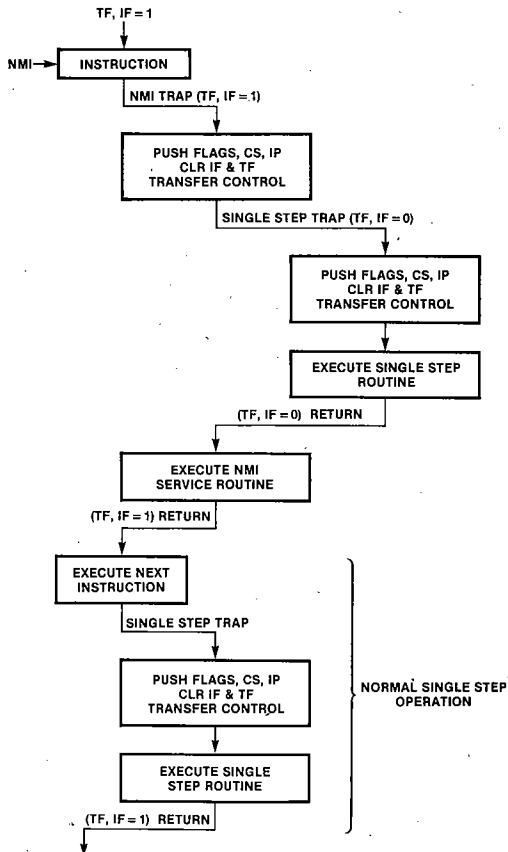 TF, IF = 1
NMI
INSTRUCTION
NMI TRAP (TF, IF = 1)
PUSH FLAGS, CS, IP
CLR IF & TF
TRANSFER CONTROL
SINGLE STEP TRAP (TF, IF = 0)
PUSH FLAGS, CS, IP
CLR IF & TF
TRANSFER CONTROL
EXECUTE SINGLE STEP
ROUTINE
(TF, IF = 0) RETURN
EXECUTE NMI
SERVICE ROUTINE
(TF, IF = 1) RETURN
EXECUTE NEXT
INSTRUCTION
SINGLE STEP TRAP
PUSH FLAGS, CS, IP
CLR IF & TF
TRANSFER CONTROL
NORMAL SINGLE STEP
OPERATION
EXECUTE SINGLE
STEP ROUTINE
(TF, IF = 1) RETURN